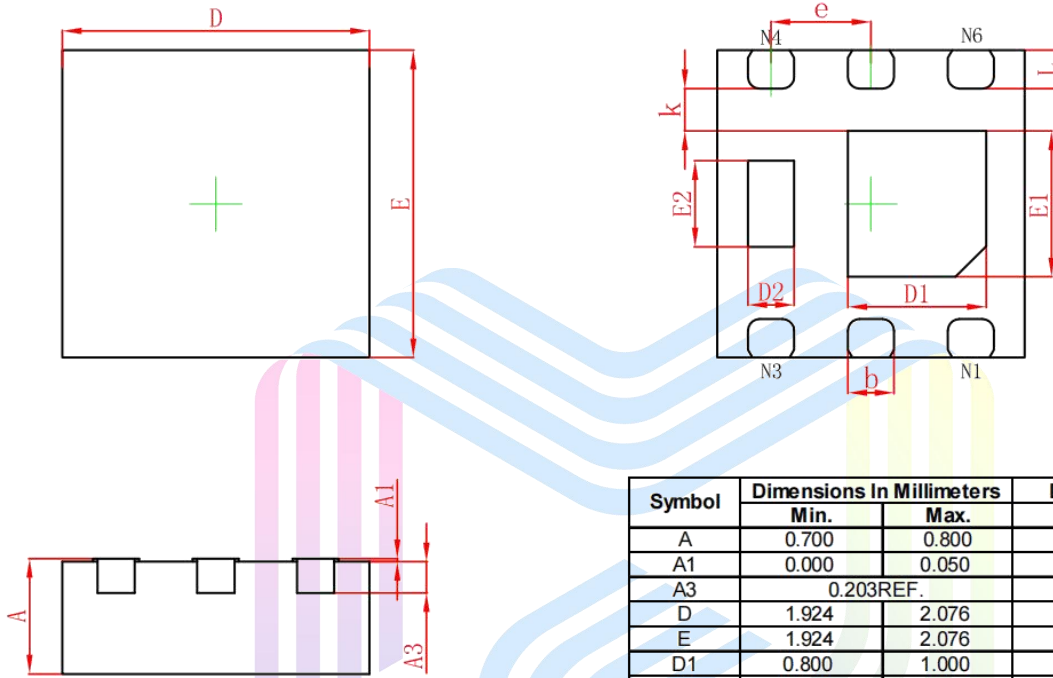 D
E
A
A1
A3
e
N4
N6
L
k
E2
E1
D2
D1
N3
b
N1
Symbol Dimensions In Millimeters D
Min. Max.
A 0.700 0.800
A1 0.000 0.050
A3 0.203REF.
D 1.924 2.076
E 1.924 2.076
D1 0.800 1.000